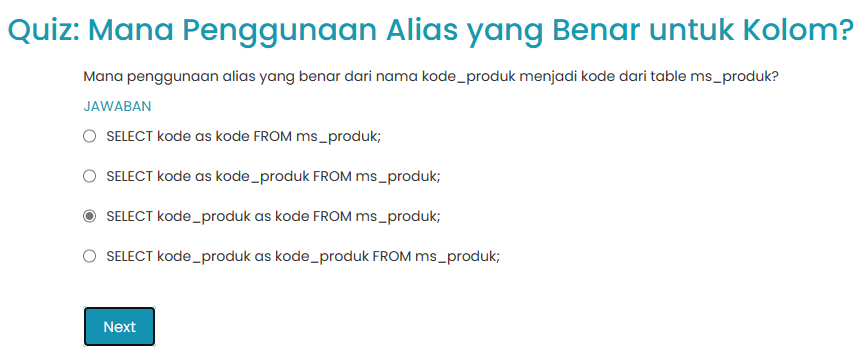 Quiz: Mana Penggunaan Alias yang Benar untuk Kolom?
Mana penggunaan alias yang benar dari nama kode_produk menjadi kode dari table ms_produk?
JAWABAN
SELECT kode as kode FROM ms_produk;
SELECT kode as kode_produk FROM ms_produk;
SELECT kode_produk as kode FROM ms_produk;
SELECT kode_produk as kode_produk FROM ms_produk;
Next